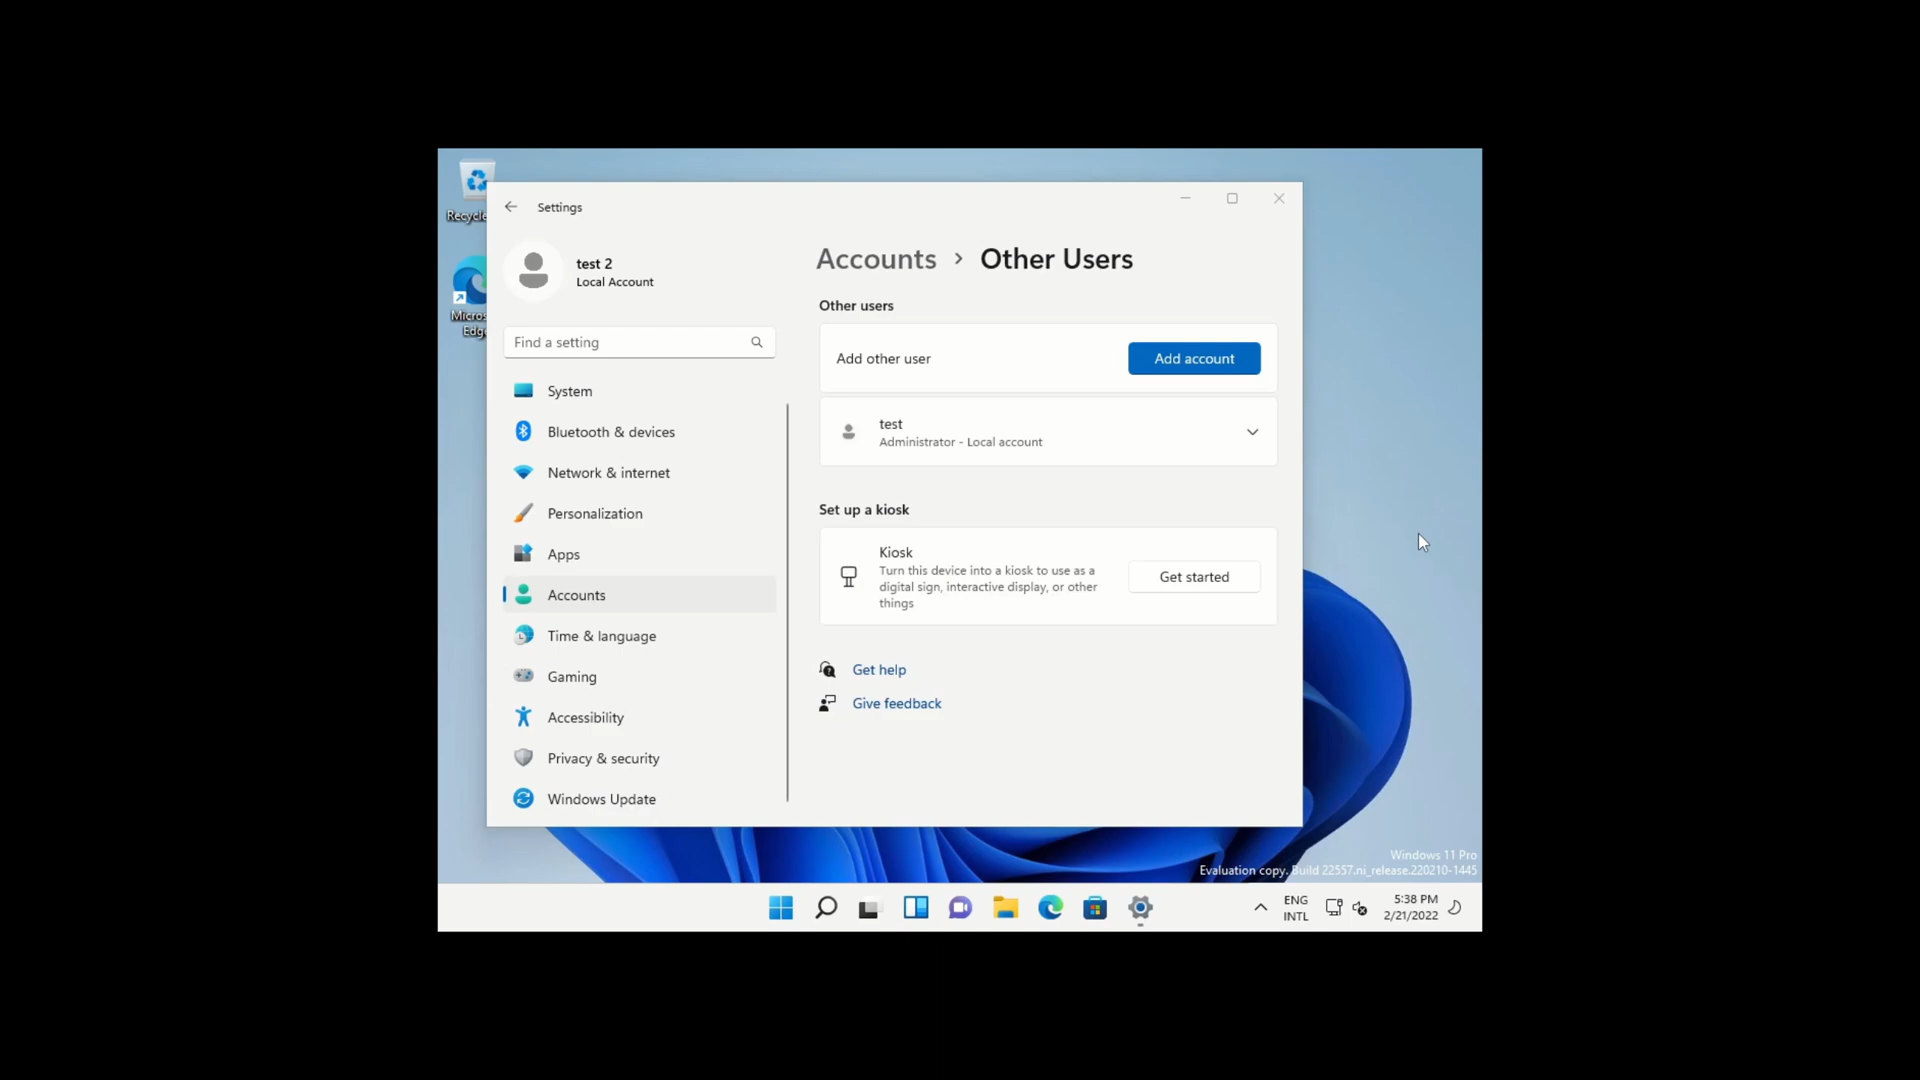 Recycle
Micros
Edge
Settings
test 2
Local Account
Find a setting
System
Bluetooth & devices
Network & internet
Personalization
Apps
Accounts
Time & language
Gaming
Accessibility
Privacy & security
Windows Update
Accounts › Other Users
Other users
Add other user
Add account
test
Administrator - Local account
Set up a kiosk
Kiosk
Turn this device into a kiosk to use as a
digital sign, interactive display, or other
things
Get started
Get help
Give feedback
Windows 11 Pro
Evaluation copy. Build 22557.ni_release.220210-1445
ENG
INTL
5:38 PM
2/21/2022